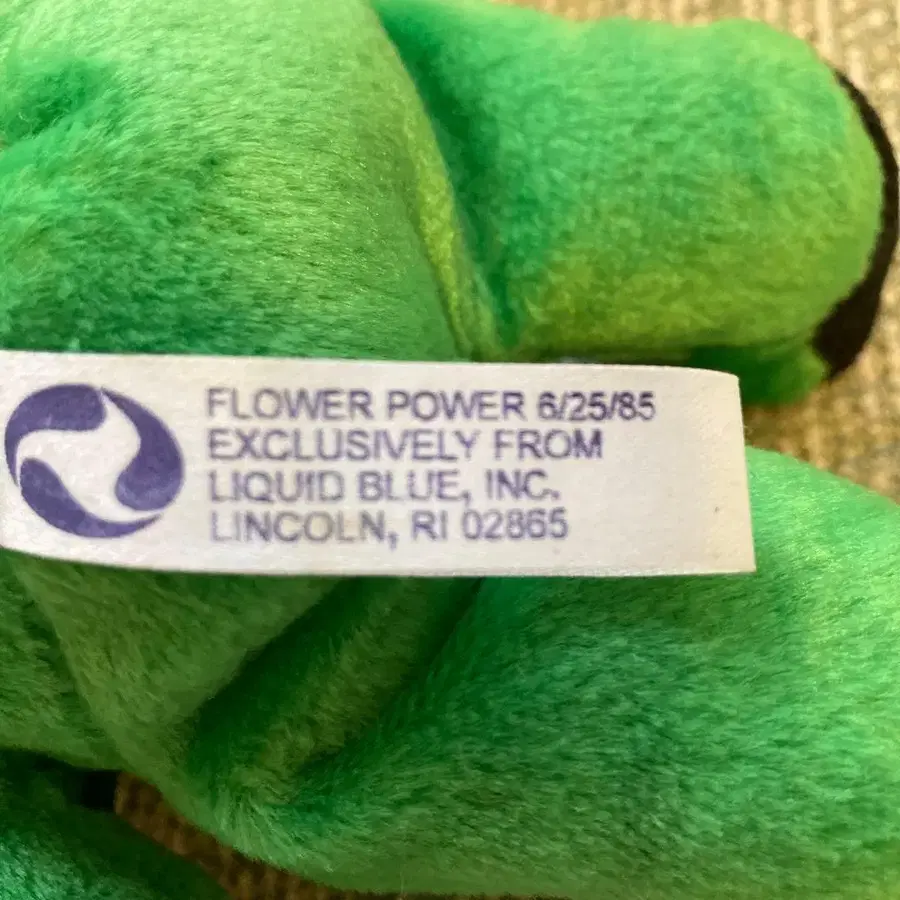 FLOWER POWER 6/25/85
EXCLUSIVELY FROM
LIQUID BLUE, INC.
LINCOLN, RI 02865